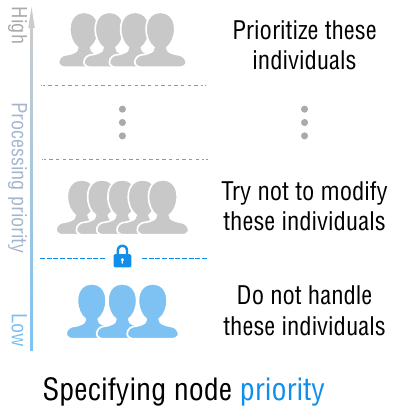 High
Processing priority
Low
Prioritize these
individuals
Try not to modify
these individuals
Do not handle
these individuals
Specifying node priority